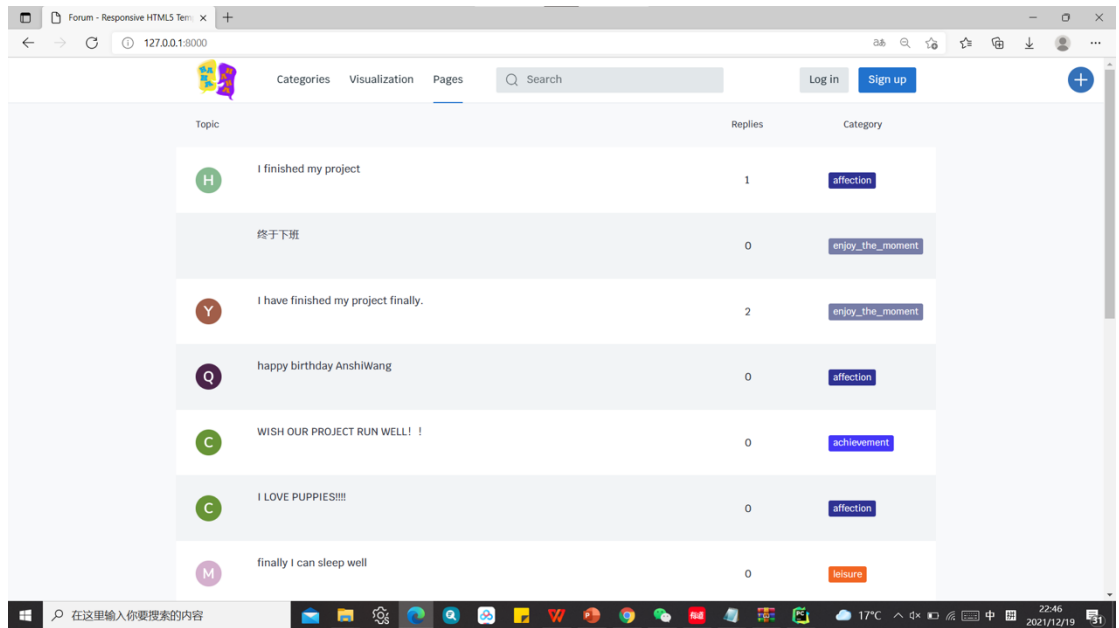 Forum - Responsive HTML5 Tem
127.0.0.1:8000
Categories Visualization Pages Search Log in Sign up
Topic Replies Category
H I finished my project 1 affection
终于下班 0 enjoy_the_moment
Y I have finished my project finally. 2 enjoy_the_moment
Q happy birthday AnshiWang 0 affection
C WISH OUR PROJECT RUN WELL！！ 0 achievement
C I LOVE PUPPIES!!!! 0 affection
M finally I can sleep well 0 leisure
在这里输入你要搜索的内容 17°C 中 拼 22:46
2021/12/19 31